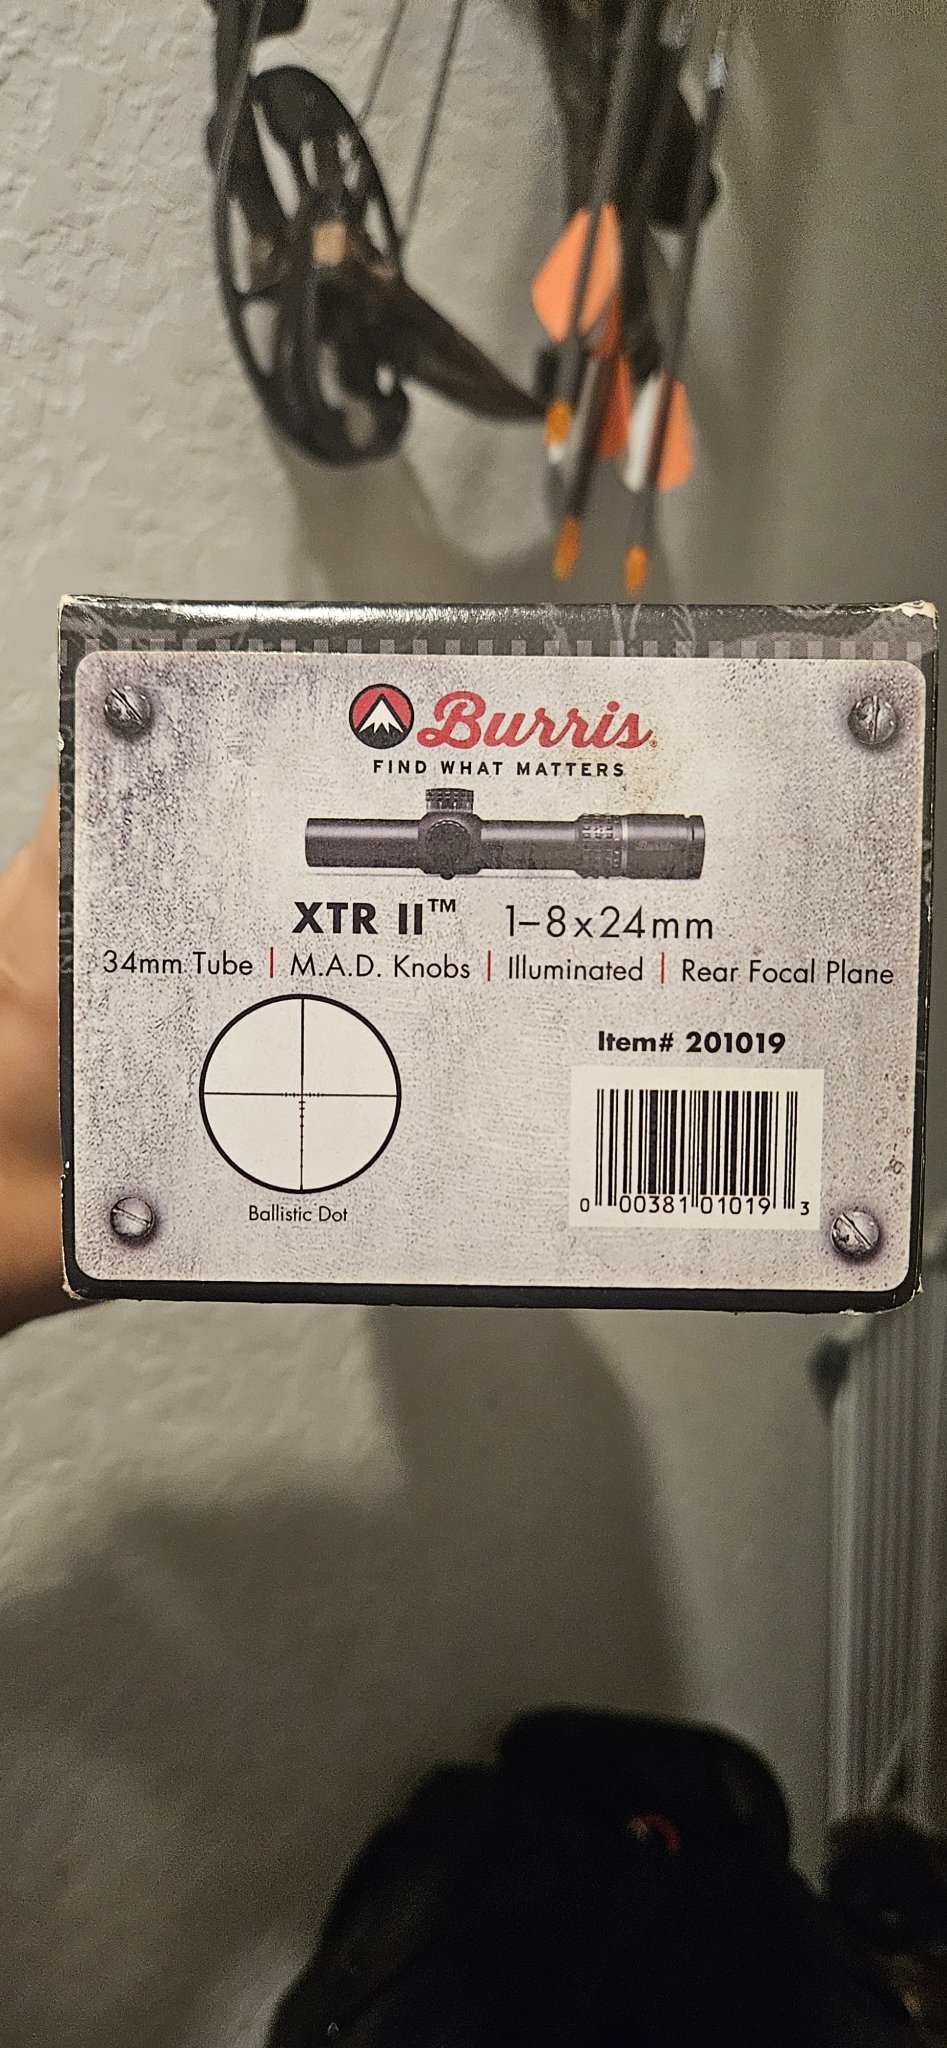 Burris®
FIND WHAT MATTERS
XTR II™ 1–8x24mm
34mm Tube | M.A.D. Knobs | Illuminated | Rear Focal Plane
Item# 201019
Ballistic Dot
0 00381 01019 3